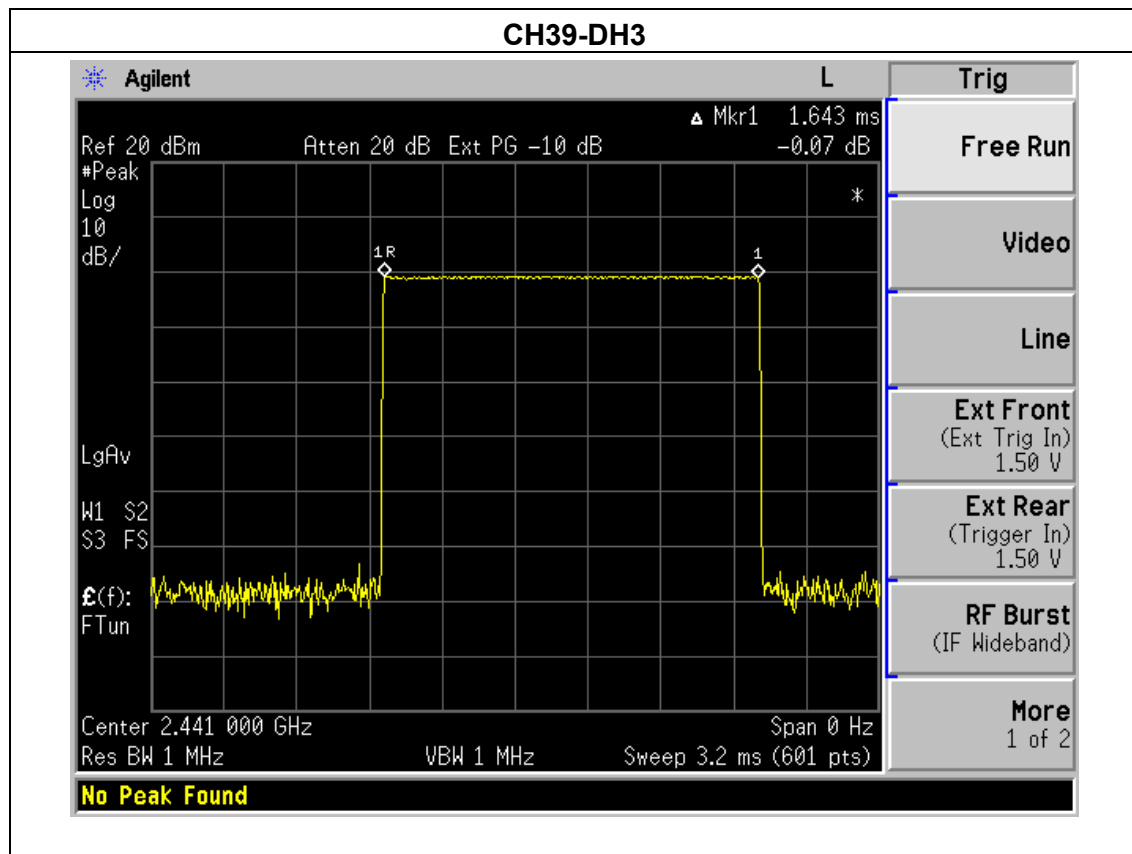 CH39-DH3
Agilent L Trig
Δ Mkr1 1.643 ms
Ref 20 dBm Atten 20 dB Ext PG -10 dB -0.07 dB
#Peak
Log
10
dB/
*
1R
1
LgAv
W1 S2
S3 FS
£(f):
FTun
Center 2.441 000 GHz Span 0 Hz
Res BW 1 MHz VBW 1 MHz Sweep 3.2 ms (601 pts)
No Peak Found
Free Run
Video
Line
Ext Front
(Ext Trig In)
1.50 V
Ext Rear
(Trigger In)
1.50 V
RF Burst
(IF Wideband)
More
1 of 2